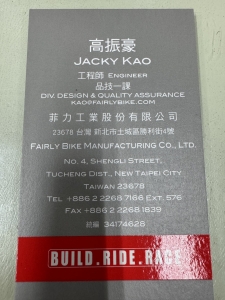 高振豪
JACKY KAO
工程師 ENGINEER
品技一課
DIV. DESIGN & QUALITY ASSURANCE
KAO@FAIRLYBIKE.COM
菲力工業股份有限公司
23678 台灣 新北市土城區勝利街4號
FAIRLY BIKE MANUFACTURING CO., LTD.
NO. 4, SHENGLI STREET,
TUCHENG DIST., NEW TAIPEI CITY,
TAIWAN 23678
TEL +886 2 2268 7166 EXT. 576
FAX +886 2 2268 1839
統編 34174628
BUILD.RIDE.RACE